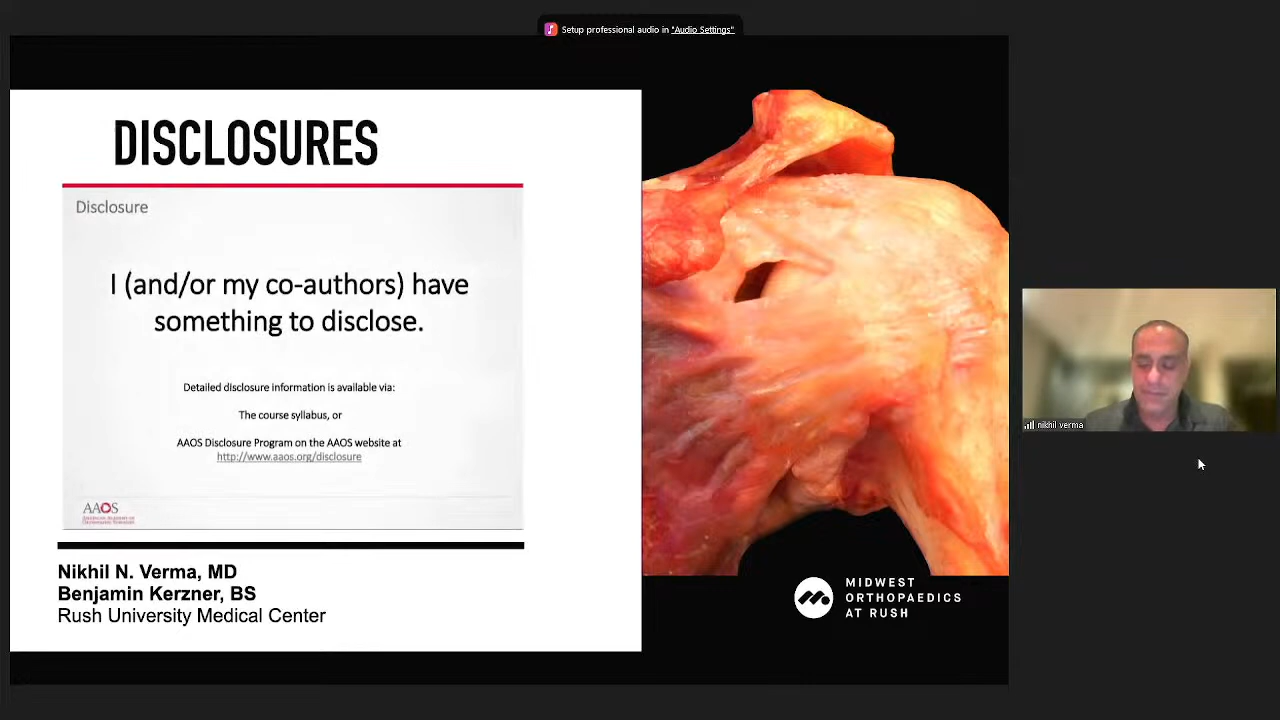 Setup professional audio in "Audio Settings"
DISCLOSURES
Disclosure
I (and/or my co-authors) have
something to disclose.
Detailed disclosure information is available via:
The course syllabus, or
AAOS Disclosure Program on the AAOS website at
http://www.aaos.org/disclosure
AAOS
Nikhil N. Verma, MD
Benjamin Kerzner, BS
Rush University Medical Center
MIDWEST
ORTHOPAEDICS
AT RUSH
nikhil verma